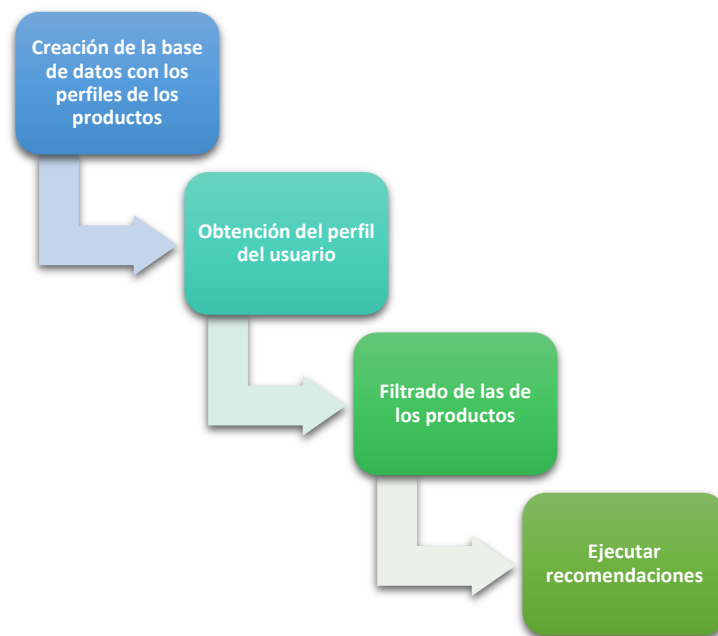 Creación de la base
de datos con los
perfiles de los
productos
Obtención del perfil
del usuario
Filtrado de las de
los productos
Ejecutar
recomendaciones